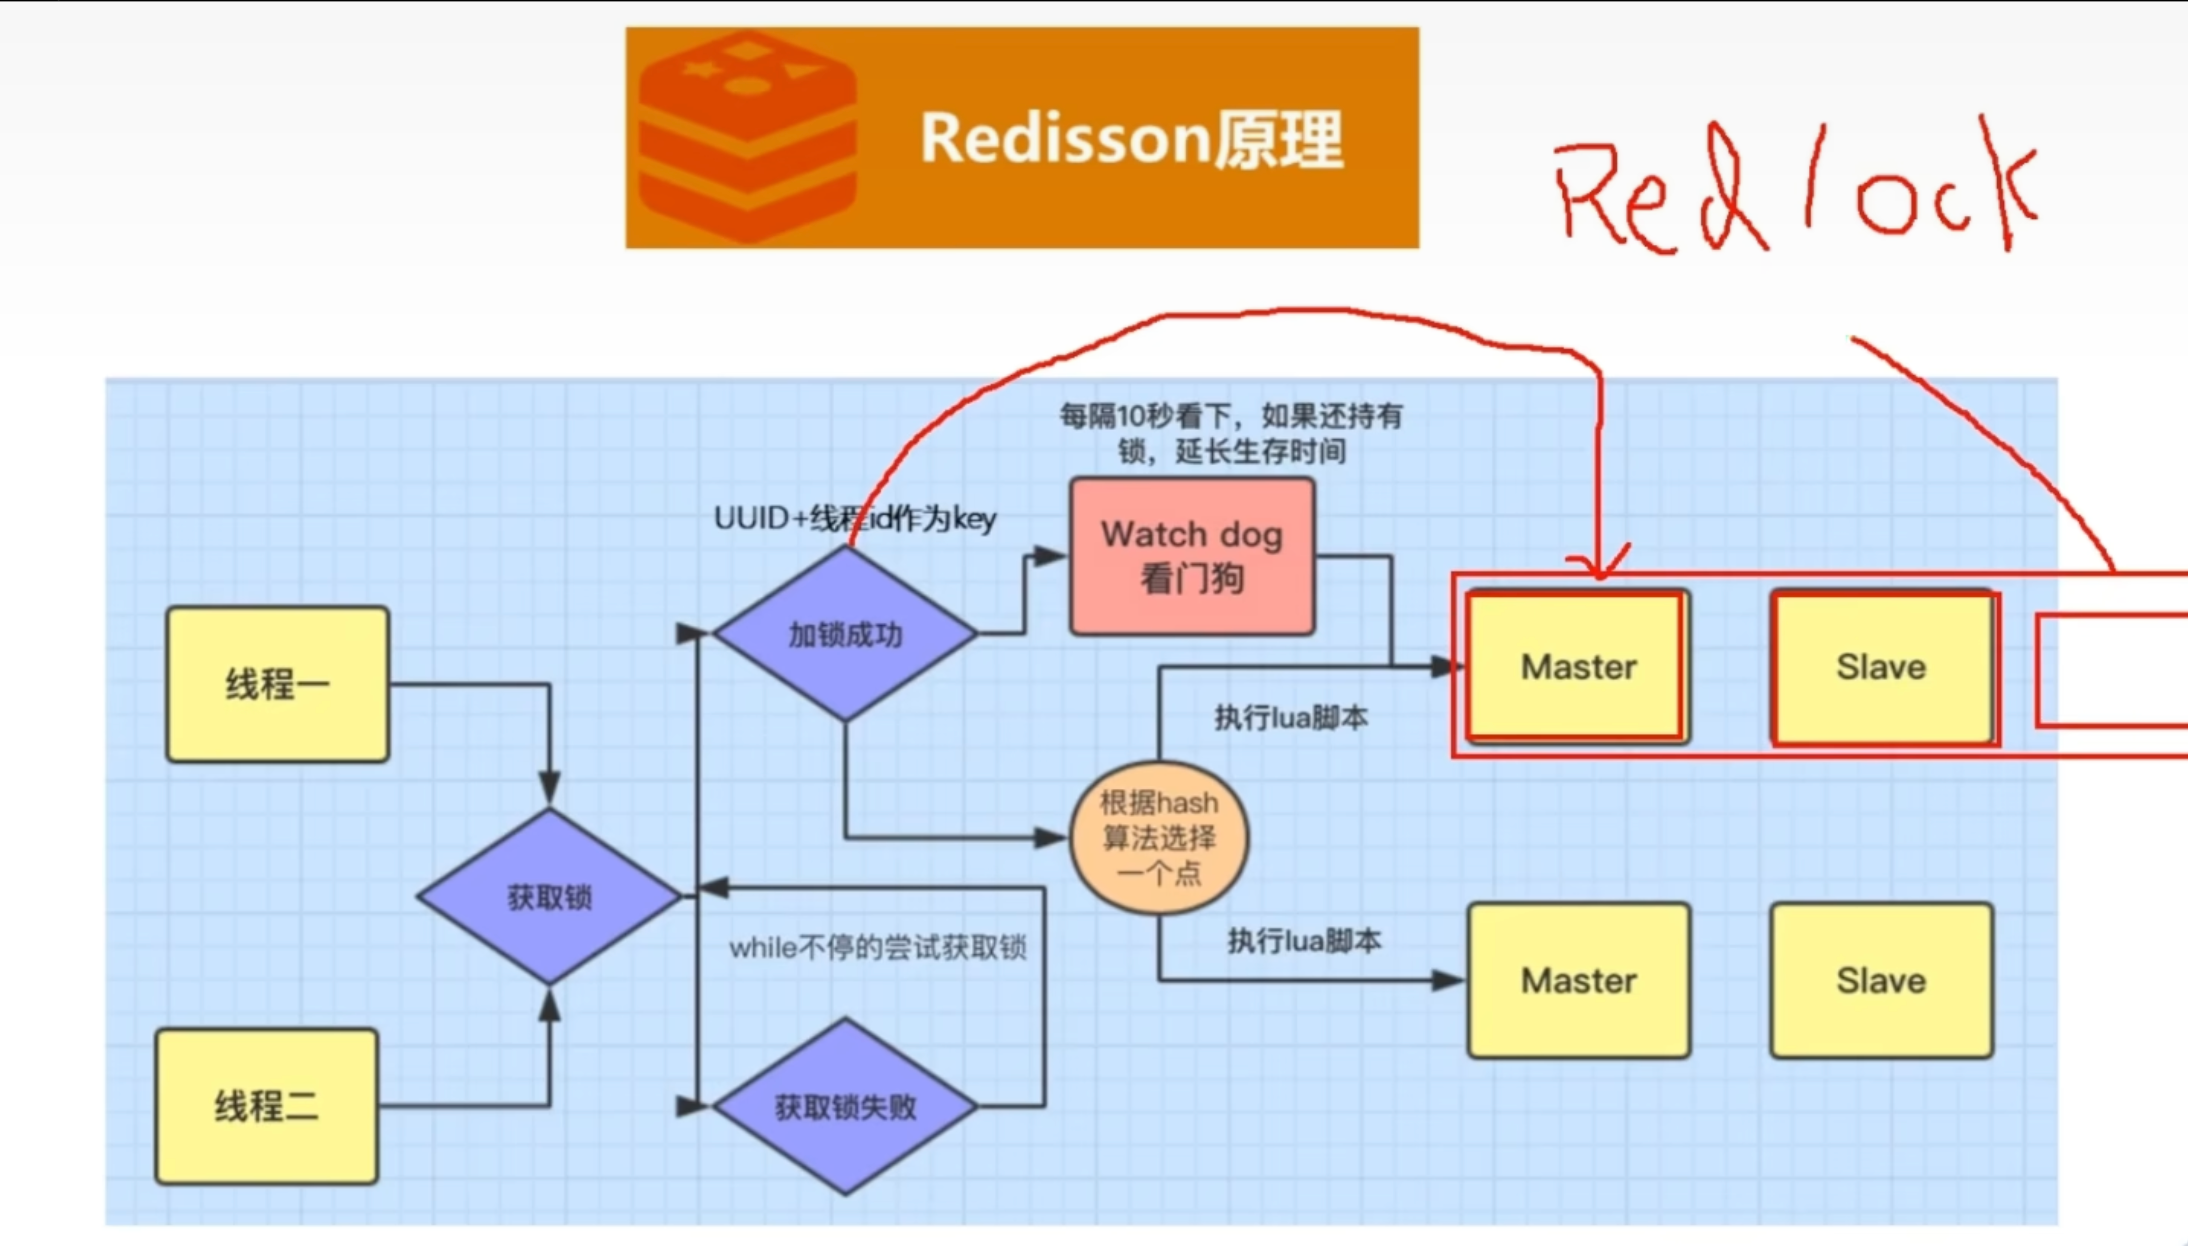 Redisson原理
Redlock
每隔10秒看下，如果还持有
锁，延长生存时间
UUID+线程id作为key
Watch dog
看门狗
加锁成功
线程一
Master
Slave
执行lua脚本
根据hash
算法选择
一个点
获取锁
while不停的尝试获取锁
执行lua脚本
Master
Slave
线程二
获取锁失败